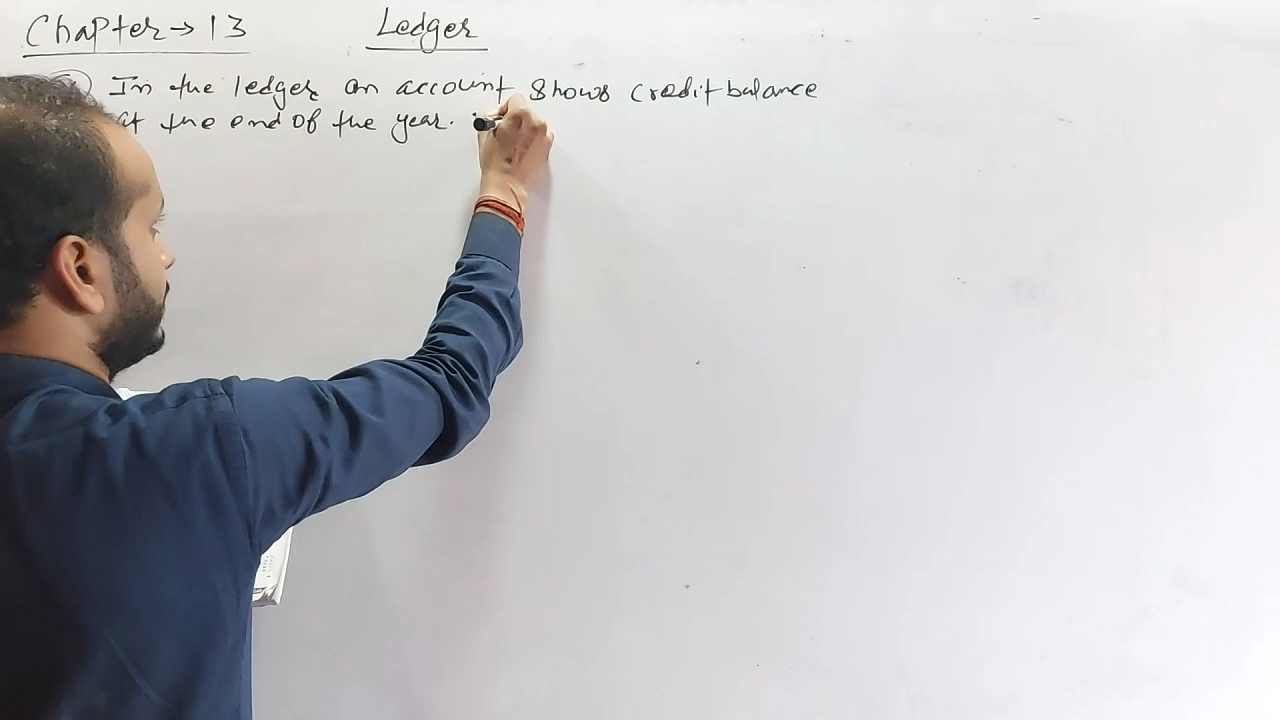 Chapter → 13 Ledger
In the ledger an account shows credit balance
at the end of the year.